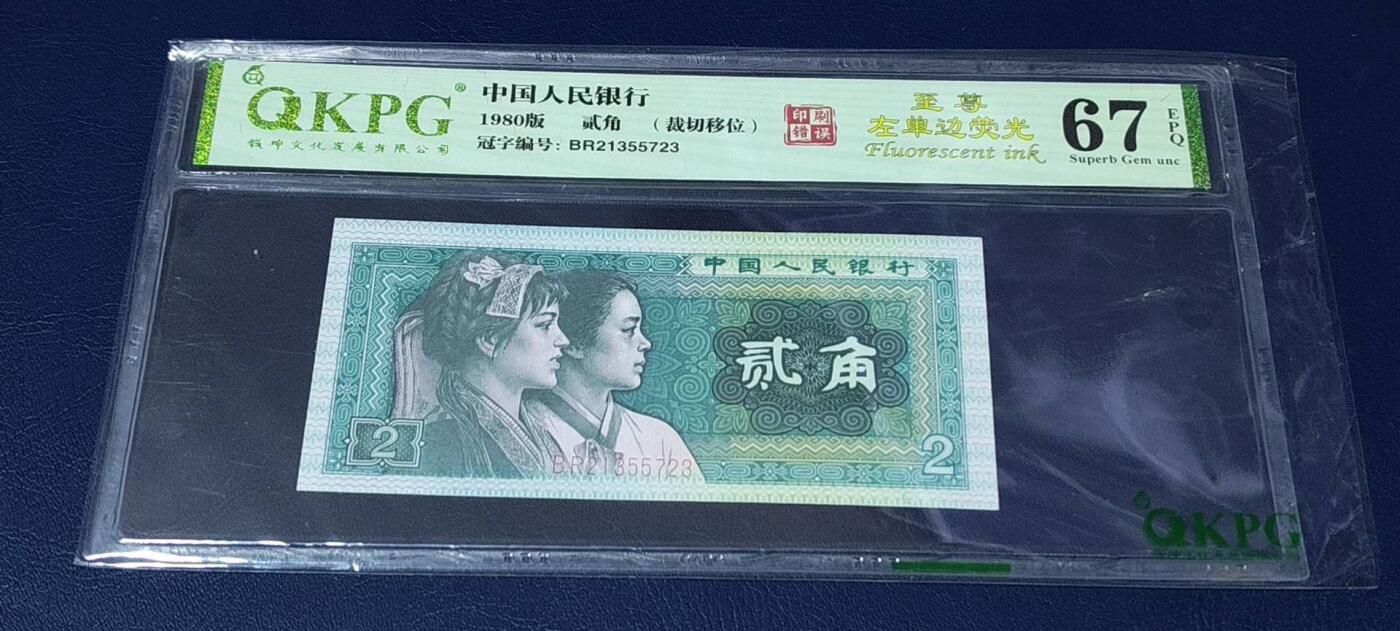 QKPG®
钱坤文化发展有限公司
中国人民银行
1980版 贰角 （裁切移位）
冠字编号: BR21355723
印刷
错误
至尊
左单边荧光
Fluorescent ink
67
EPQ
Superb Gem unc
中国人民银行
贰角
2
2
BR21355723
QKPG